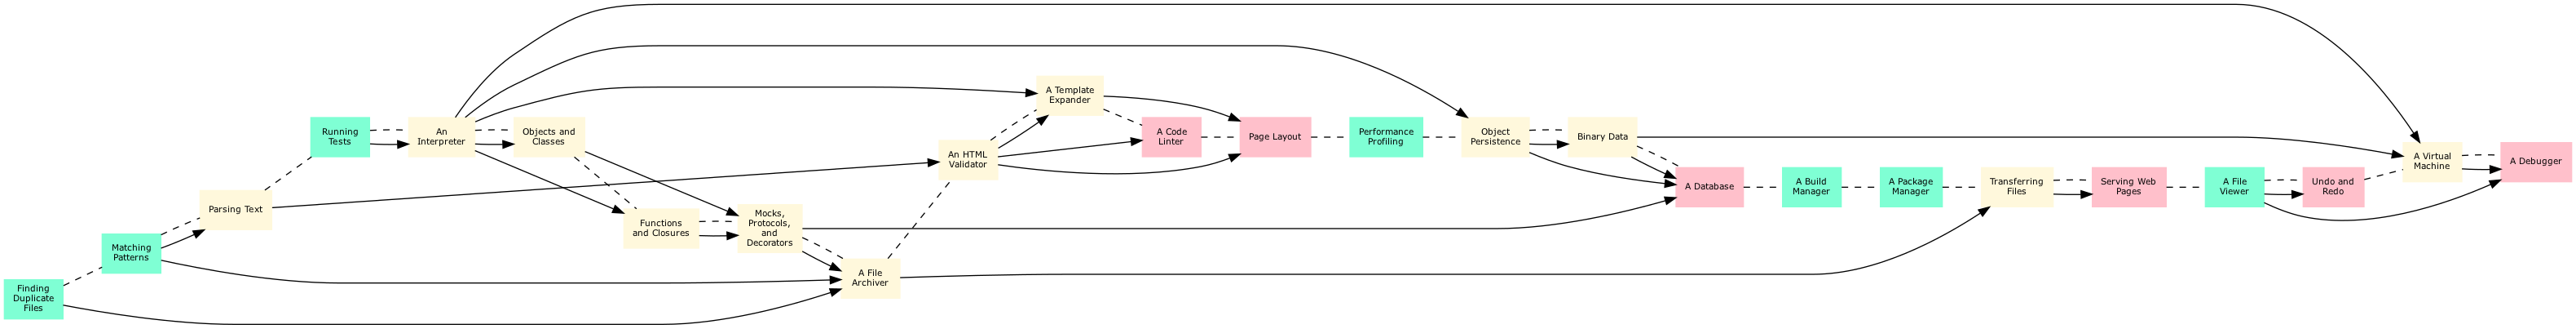 Finding
Duplicate
Files
Matching
Patterns
Parsing Text
Running
Tests
An
Interpreter
Objects and
Classes
Functions
and Closures
Mocks,
Protocols,
and
Decorators
A File
Archiver
An HTML
Validator
A Template
Expander
A Code
Linter
Page Layout
Performance
Profiling
Object
Persistence
Binary Data
A Database
A Build
Manager
A Package
Manager
Transferring
Files
Serving Web
Pages
A File
Viewer
Undo and
Redo
A Virtual
Machine
A Debugger